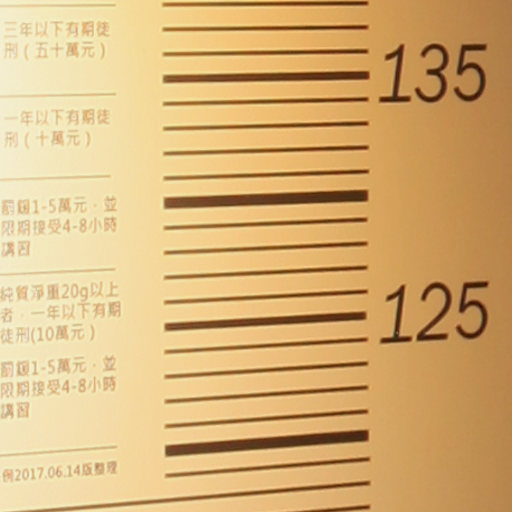 三年以下有期徒
刑（五十萬元）
135
一年以下有期徒
刑（十萬元）
罰鍰1-5萬元，並
限期接受4-8小時
講習
純質淨重20g以上
者，一年以下有期
徒刑(10萬元）
125
罰鍰1-5萬元，並
限期接受4-8小時
講習
例2017.06.14版整理